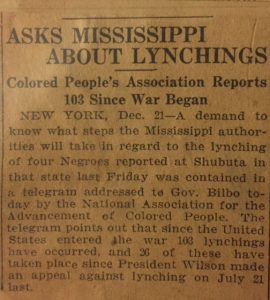 ASKS MISSISSIPPI
ABOUT LYNCHINGS
Colored People's Association Reports
103 Since War Began
NEW YORK, Dec. 21—A demand to
know what steps the Mississippi author-
ities will take in regard to the lynching
of four Negroes reported at Shubuta in
that state last Friday was contained in
a telegram addressed to Gov. Bilbo to-
day by the National Association for the
Advancement of Colored People. The
telegram points out that since the United
States entered the war 103 lynchings
have occurred, and 26 of these have
taken place since President Wilson made
an appeal against lynching on July 21
last.